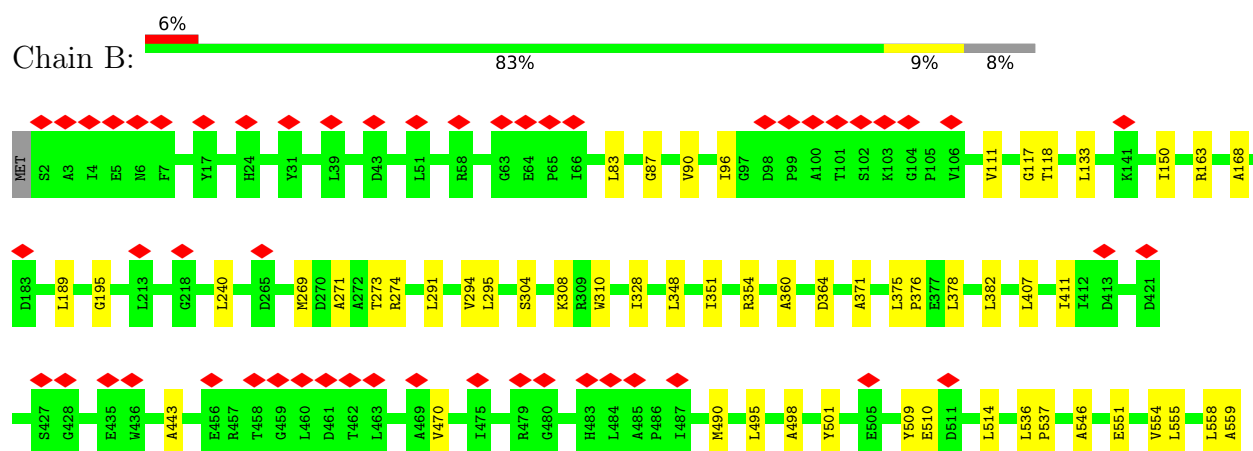 6%
Chain B:
83%
9%
8%
MET S2 A3 I4 E5 N6 F7 Y17 H24 Y31 L39 D43 L51 R58 G63 E64 P65 I66 L83 G87 V90 I96 G97 D98 P99 A100 T101 S102 K103 G104 P105 V106 V111 G117 T118 L133 K141 I150 R163 A168
D183 L189 G195 L213 G218 L240 D265 M269 D270 A271 A272 T273 R274 L291 V294 L295 S304 K308 R309 W310 I328 L348 I351 R354 A360 D364 A371 L375 P376 E377 L378 L382 L407 I411 I412 D413 D421
S427 G428 E435 W436 A443 E456 R457 T458 G459 L460 D461 T462 L463 A469 V470 I475 R479 G480 H483 L484 A485 P486 I487 M490 L495 A498 Y501 E505 Y509 E510 D511 L514 L536 P537 A546 E551 V554 L555 L558 A559